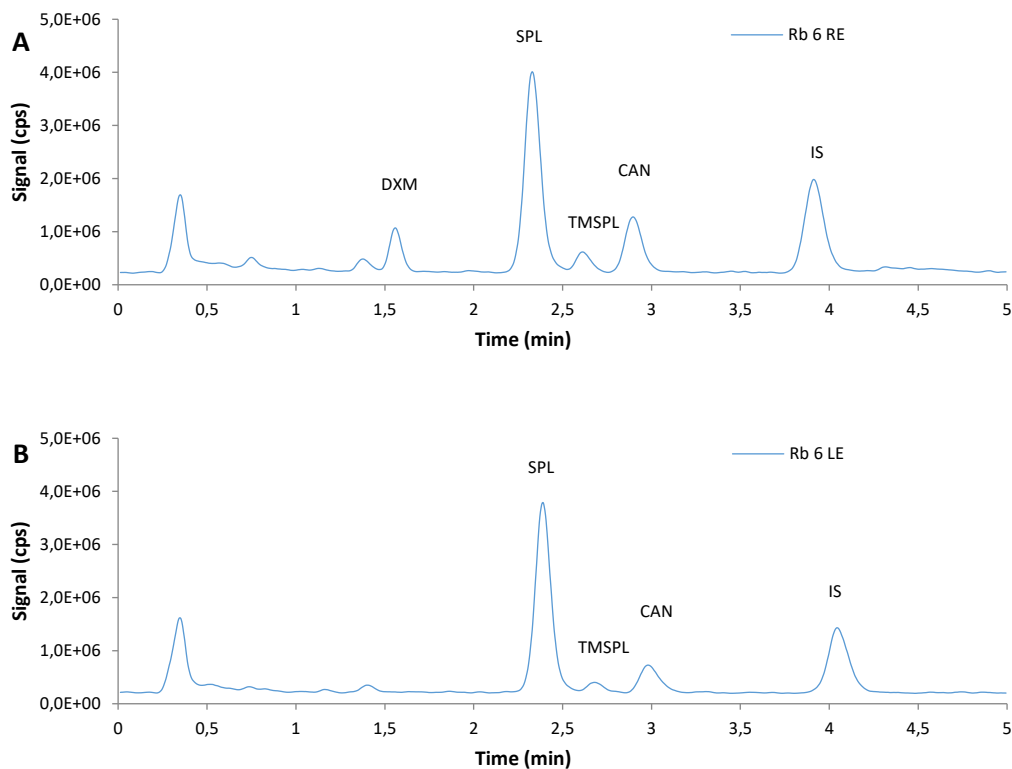 A
Rb 6 RE
SPL
DXM
TMSPL
CAN
IS
Signal (cps)
5,0E+06
4,0E+06
3,0E+06
2,0E+06
1,0E+06
0,0E+00
0 0,5 1 1,5 2 2,5 3 3,5 4 4,5 5
Time (min)
B
Rb 6 LE
SPL
TMSPL
CAN
IS
Signal (cps)
5,0E+06
4,0E+06
3,0E+06
2,0E+06
1,0E+06
0,0E+00
0 0,5 1 1,5 2 2,5 3 3,5 4 4,5 5
Time (min)